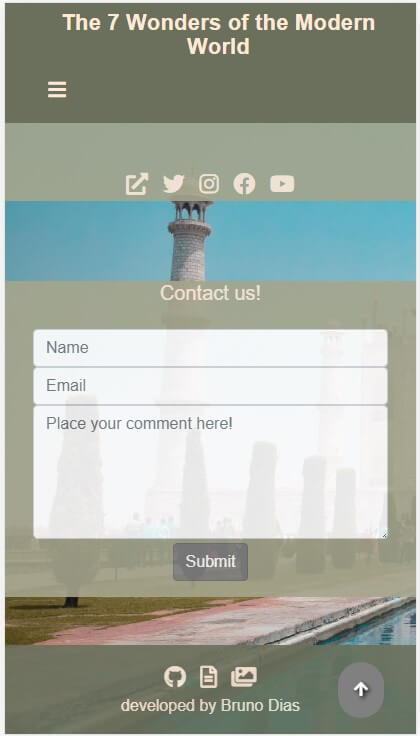 The 7 Wonders of the Modern
World
Contact us!
Name
Email
Place your comment here!
Submit
developed by Bruno Dias